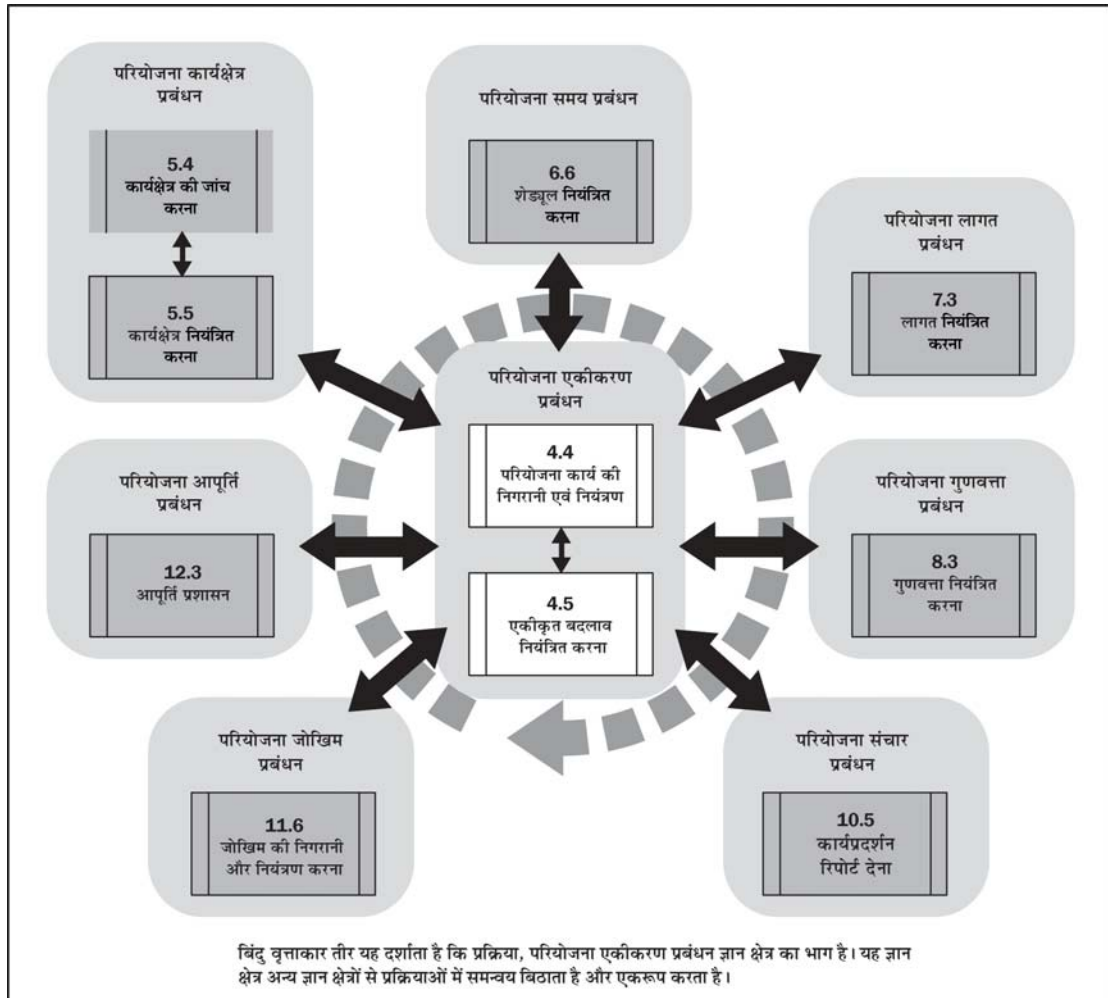 परियोजना कार्यक्षेत्र
प्रबंधन
5.4
कार्यक्षेत्र की जांच
करना
5.5
कार्यक्षेत्र नियंत्रित
करना
परियोजना समय प्रबंधन
6.6
शेड्यूल नियंत्रित
करना
परियोजना लागत
प्रबंधन
7.3
लागत नियंत्रित
करना
परियोजना एकीकरण
प्रबंधन
4.4
परियोजना कार्य की
निगरानी एवं नियंत्रण
4.5
एकीकृत बदलाव
नियंत्रित करना
परियोजना आपूर्ति
प्रबंधन
12.3
आपूर्ति प्रशासन
परियोजना गुणवत्ता
प्रबंधन
8.3
गुणवत्ता नियंत्रित
करना
परियोजना जोखिम
प्रबंधन
11.6
जोखिम की निगरानी
और नियंत्रण करना
परियोजना संचार
प्रबंधन
10.5
कार्यप्रदर्शन
रिपोर्ट देना
बिंदु वृत्ताकार तीर यह दर्शाता है कि प्रक्रिया, परियोजना एकीकरण प्रबंधन ज्ञान क्षेत्र का भाग है। यह ज्ञान
क्षेत्र अन्य ज्ञान क्षेत्रों से प्रक्रियाओं में समन्वय बिठाता है और एकरूप करता है।